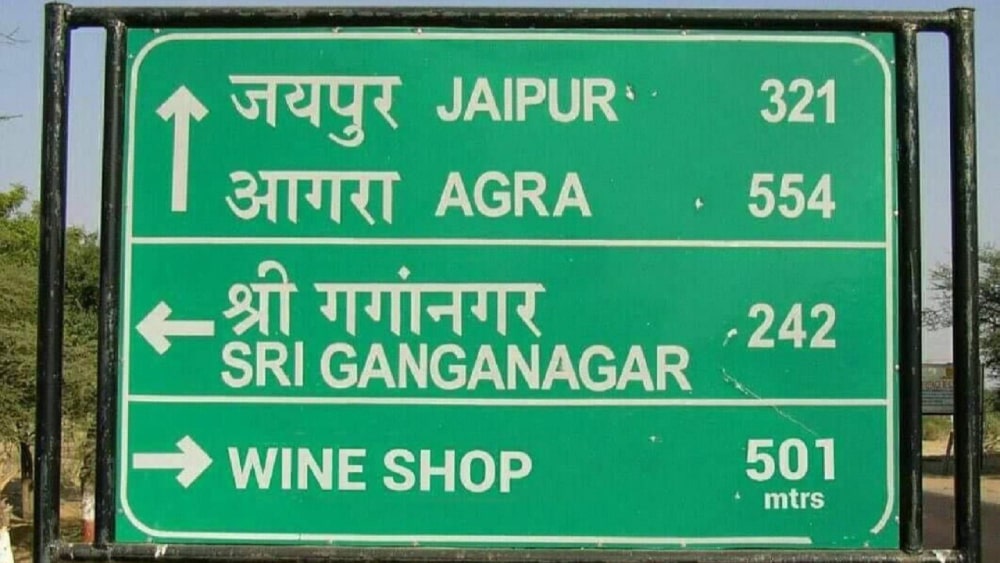 जयपुर JAIPUR 321
आगरा AGRA 554
श्री गगांनगर
SRI GANGANAGAR 242
WINE SHOP 501
mtrs